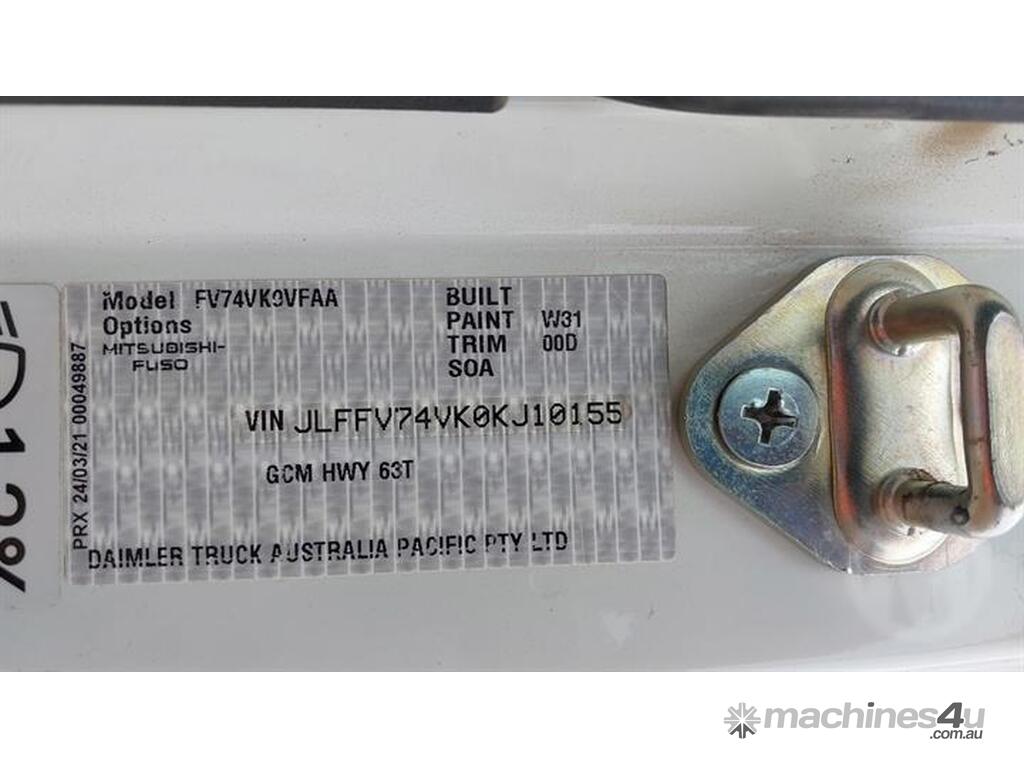 Model FV74VK9VFAA
Options
MITSUBISHI-
FUSO
BUILT
PAINT W31
TRIM 00D
SOA
VIN JLFFV74VK0KJ10155
GCM HWY 63T
DAIMLER TRUCK AUSTRALIA PACIFIC PTY LTD
PRX 24/03/21 00049887
machines4u
.com.au